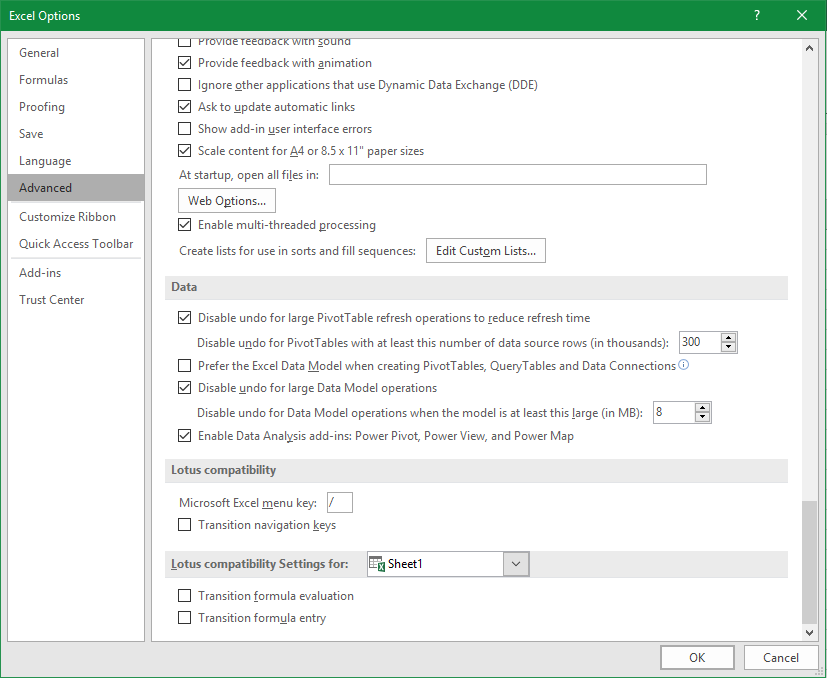 Excel Options
General
Formulas
Proofing
Save
Language
Advanced
Customize Ribbon
Quick Access Toolbar
Add-ins
Trust Center
Provide feedback with sound
Provide feedback with animation
Ignore other applications that use Dynamic Data Exchange (DDE)
Ask to update automatic links
Show add-in user interface errors
Scale content for A4 or 8.5 x 11" paper sizes
At startup, open all files in:
Web Options...
Enable multi-threaded processing
Create lists for use in sorts and fill sequences: Edit Custom Lists...
Data
Disable undo for large PivotTable refresh operations to reduce refresh time
Disable undo for PivotTables with at least this number of data source rows (in thousands): 300
Prefer the Excel Data Model when creating PivotTables, QueryTables and Data Connections
Disable undo for large Data Model operations
Disable undo for Data Model operations when the model is at least this large (in MB): 8
Enable Data Analysis add-ins: Power Pivot, Power View, and Power Map
Lotus compatibility
Microsoft Excel menu key: /
Transition navigation keys
Lotus compatibility Settings for: Sheet1
Transition formula evaluation
Transition formula entry
OK Cancel